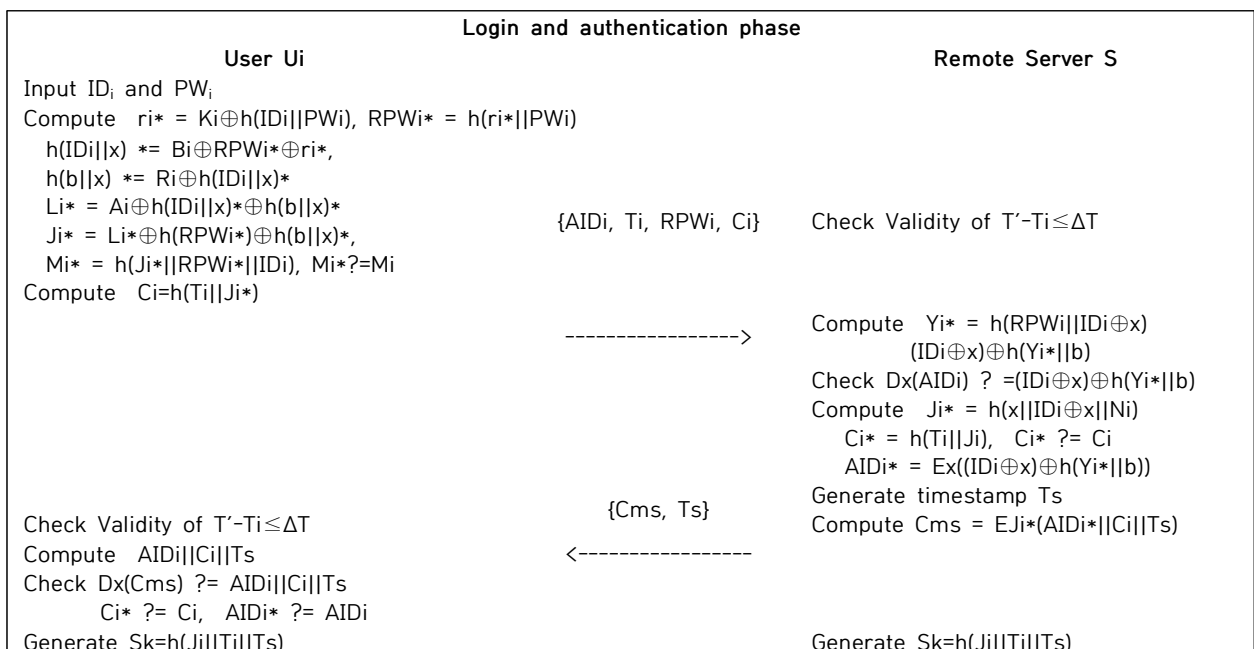 Login and authentication phase
User Ui
Remote Server S
Input IDi and PWi
Compute ri* = Ki⊕h(IDi||PWi), RPWi* = h(ri*||PWi)
h(IDi||x) *= Bi⊕RPWi*⊕ri*,
h(b||x) *= Ri⊕h(IDi||x)*
Li* = Ai⊕h(IDi||x)*⊕h(b||x)*
Ji* = Li*⊕h(RPWi*)⊕h(b||x)*,
Mi* = h(Ji*||RPWi*||IDi), Mi*?=Mi
Compute Ci=h(Ti||Ji*)
{AIDi, Ti, RPWi, Ci}
Check Validity of T′-Ti≤ΔT
----------------->
Compute Yi* = h(RPWi||IDi⊕x)
(IDi⊕x)⊕h(Yi*||b)
Check Dx(AIDi) ? =(IDi⊕x)⊕h(Yi*||b)
Compute Ji* = h(x||IDi⊕x||Ni)
Ci* = h(Ti||Ji), Ci* ?= Ci
AIDi* = Ex((IDi⊕x)⊕h(Yi*||b))
Generate timestamp Ts
Compute Cms = EJi*(AIDi*||Ci||Ts)
{Cms, Ts}
<-----------------
Check Validity of T′-Ti≤ΔT
Compute AIDi||Ci||Ts
Check Dx(Cms) ?= AIDi||Ci||Ts
Ci* ?= Ci, AIDi* ?= AIDi
Generate Sk=h(Ji||Ti||Ts)
Generate Sk=h(Ji||Ti||Ts)